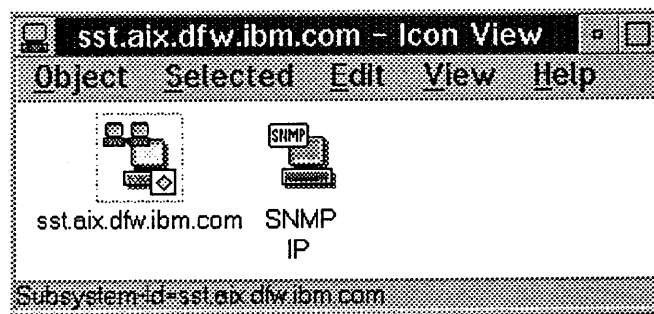 sst.aix.dfw.ibm.com - Icon View
Object Selected Edit View Help
SNMP
sst.aix.dfw.ibm.com SNMP
IP
Subsystem-id=sst.aix.dfw.ibm.com